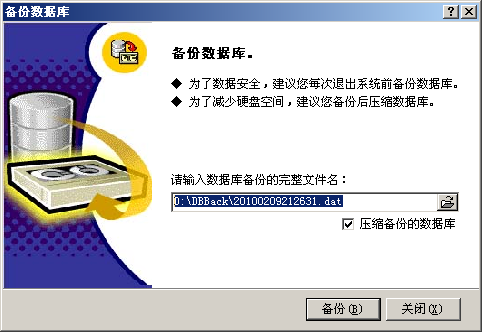 备份数据库
备份数据库。
◆ 为了数据安全，建议您每次退出系统前备份数据库。
◆ 为了减少硬盘空间，建议您备份后压缩数据库。
请输入数据库备份的完整文件名：
O:\DBBack\20100209212631.dat
压缩备份的数据库
备份(B) 关闭(X)